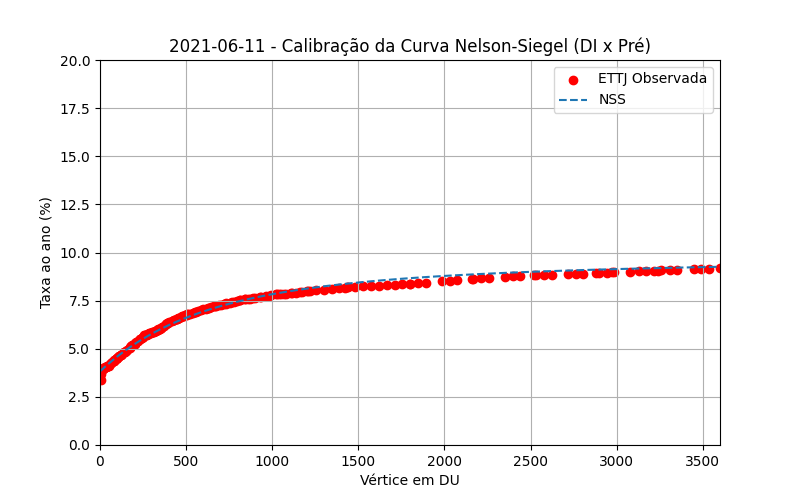 2021-06-11 - Calibração da Curva Nelson-Siegel (DI x Pré)
ETTJ Observada
NSS
Taxa ao ano (%)
20.0
17.5
15.0
12.5
10.0
7.5
5.0
2.5
0.0
0 500 1000 1500 2000 2500 3000 3500
Vértice em DU